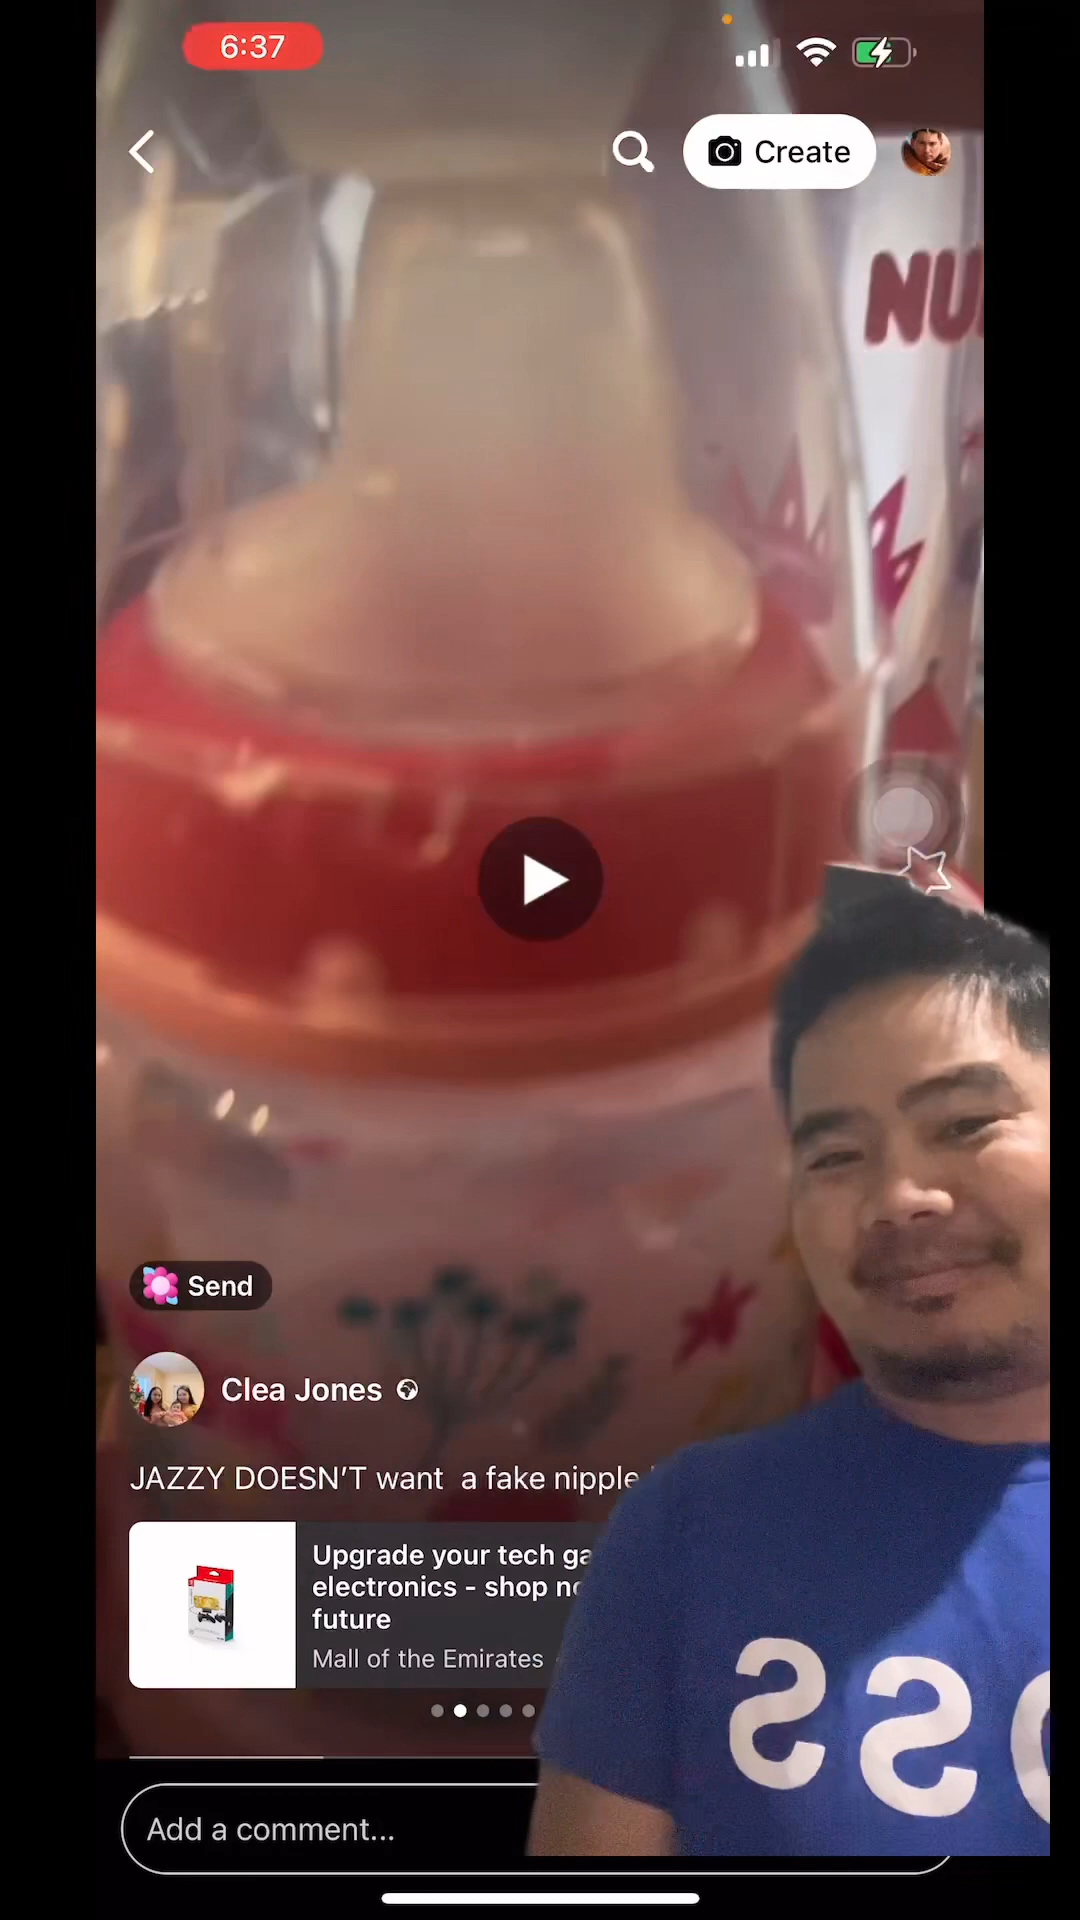 6:37
Create
NU
Send
Clea Jones
JAZZY DOESN'T want  a fake nipple
Upgrade your tech ga
electronics - shop no
future
Mall of the Emirates
Add a comment...